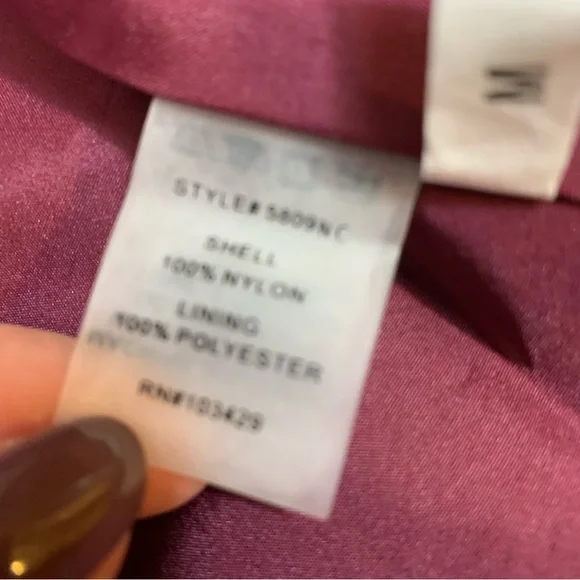 M
STYLE# 5809NC
SHELL
100% NYLON
LINING
100% POLYESTER
RN#103429